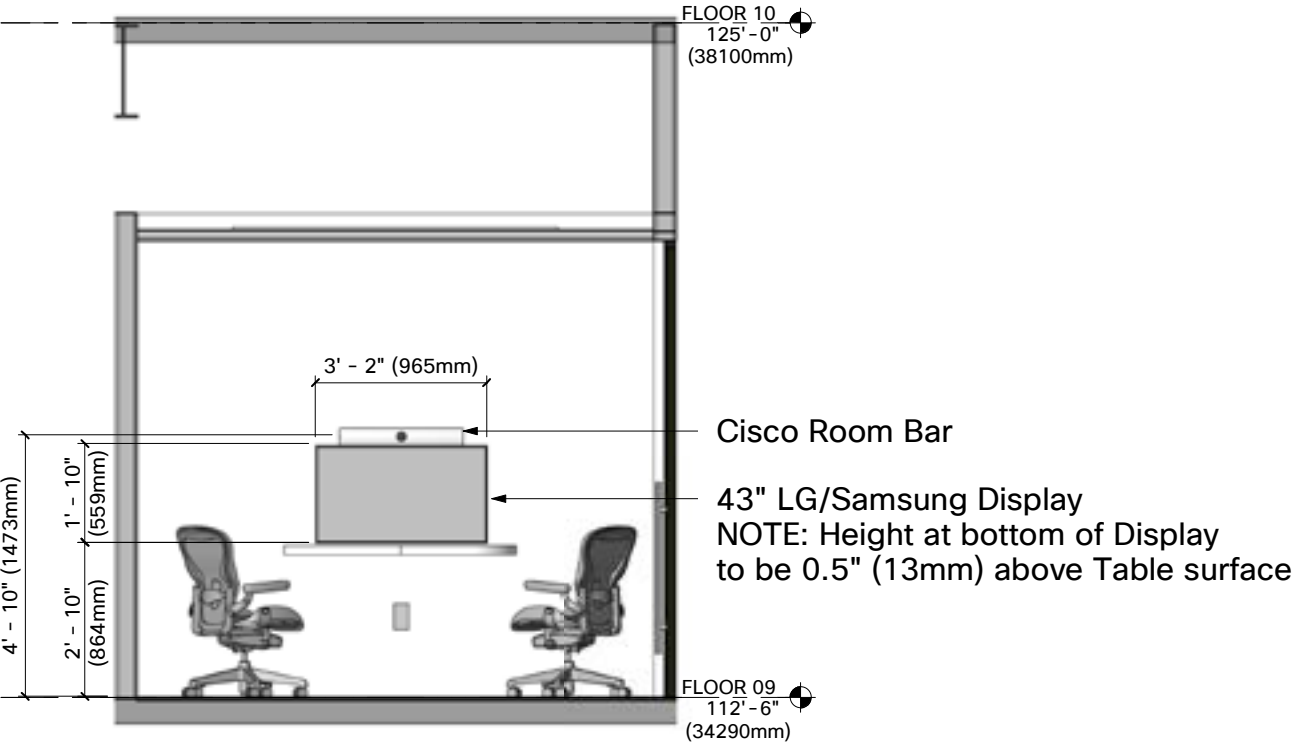 FLOOR 10
125'-0"
(38100mm)
3' - 2" (965mm)
Cisco Room Bar
4' - 10" (1473mm)
1' - 10"
(559mm)
43" LG/Samsung Display
NOTE: Height at bottom of Display
to be 0.5" (13mm) above Table surface
2' - 10"
(864mm)
FLOOR 09
112'-6"
(34290mm)